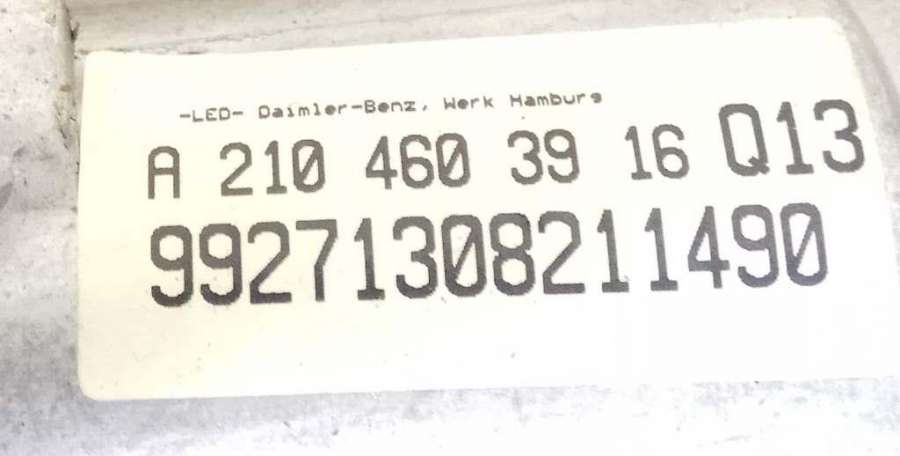 -LED- Daimler-Benz, Werk Hamburg
A 210 460 39 16 Q13
99271308211490